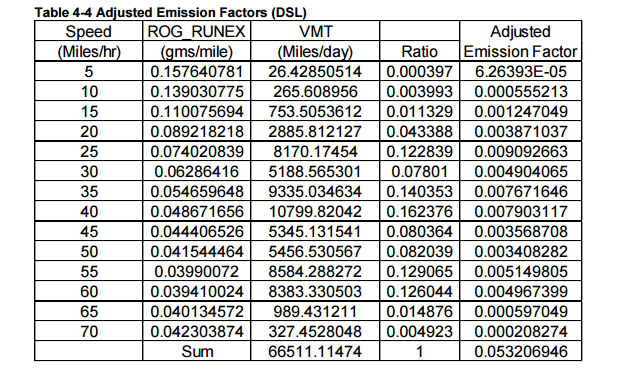 Table 4-4 Adjusted Emission Factors (DSL)
Speed ROG_RUNEX VMT Adjusted
(Miles/hr) (gms/mile) (Miles/day) Ratio Emission Factor
5 0.157640781 26.42850514 0.000397 6.26393E-05
10 0.139030775 265.608956 0.003993 0.000555213
15 0.110075694 753.5053612 0.011329 0.001247049
20 0.089218218 2885.812127 0.043388 0.003871037
25 0.074020839 8170.17454 0.122839 0.009092663
30 0.06286416 5188.565301 0.07801 0.004904065
35 0.054659648 9335.034634 0.140353 0.007671646
40 0.048671656 10799.82042 0.162376 0.007903117
45 0.044406526 5345.131541 0.080364 0.003568708
50 0.041544464 5456.530567 0.082039 0.003408282
55 0.03990072 8584.288272 0.129065 0.005149805
60 0.039410024 8383.330503 0.126044 0.004967399
65 0.040134572 989.431211 0.014876 0.000597049
70 0.042303874 327.4528048 0.004923 0.000208274
Sum 66511.11474 1 0.053206946